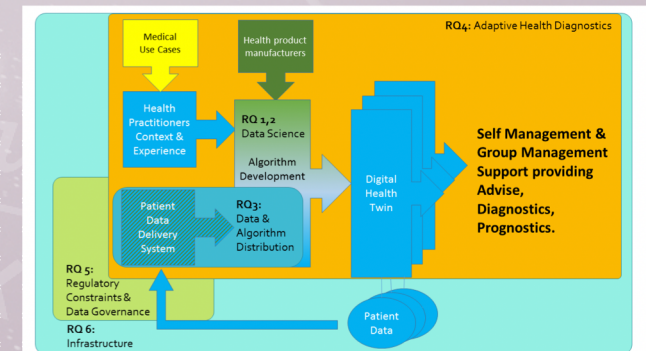 RQ4: Adaptive Health Diagnostics
Medical
Use Cases
Health product
manufacturers
Health
Practitioners
Context &
Experience
RQ 1,2
Data Science
Algorithm
Development
Digital
Health
Twin
Self Management &
Group Management
Support providing
Advise,
Diagnostics,
Prognostics.
Patient
Data
Delivery
System
RQ3:
Data &
Algorithm
Distribution
RQ 5:
Regulatory
Constraints &
Data Governance
RQ 6:
Infrastructure
Patient
Data